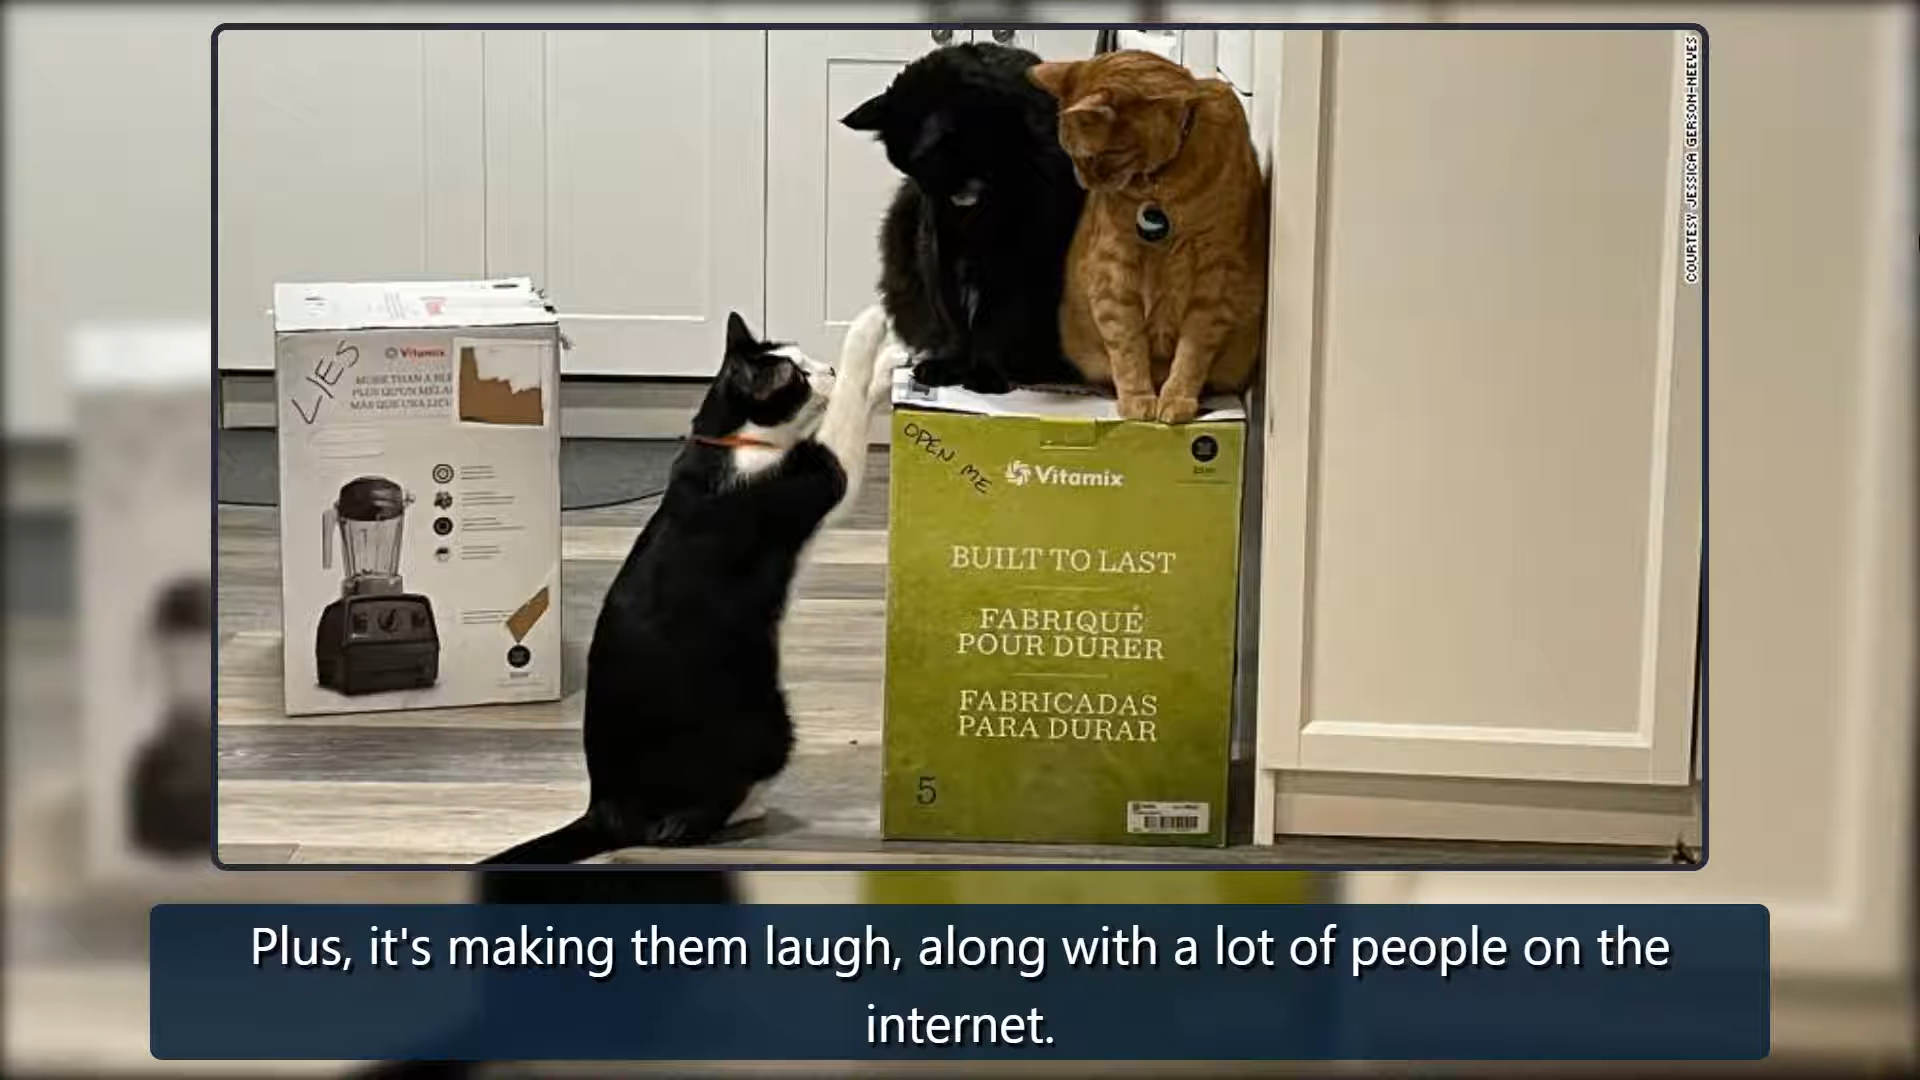 COURTESY JESSICA GERSON-NEEVES
LIES
Vitamix
OPEN ME
Vitamix
BUILT TO LAST
FABRIQUÉ
POUR DURER
FABRICADAS
PARA DURAR
5
Plus, it's making them laugh, along with a lot of people on the
internet.